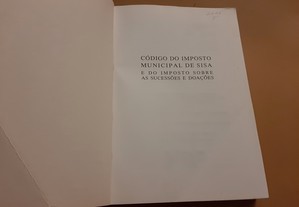 CÓDIGO DO IMPOSTO
MUNICIPAL DE SISA
E DO IMPOSTO SOBRE
AS SUCESSÕES E DOAÇÕES